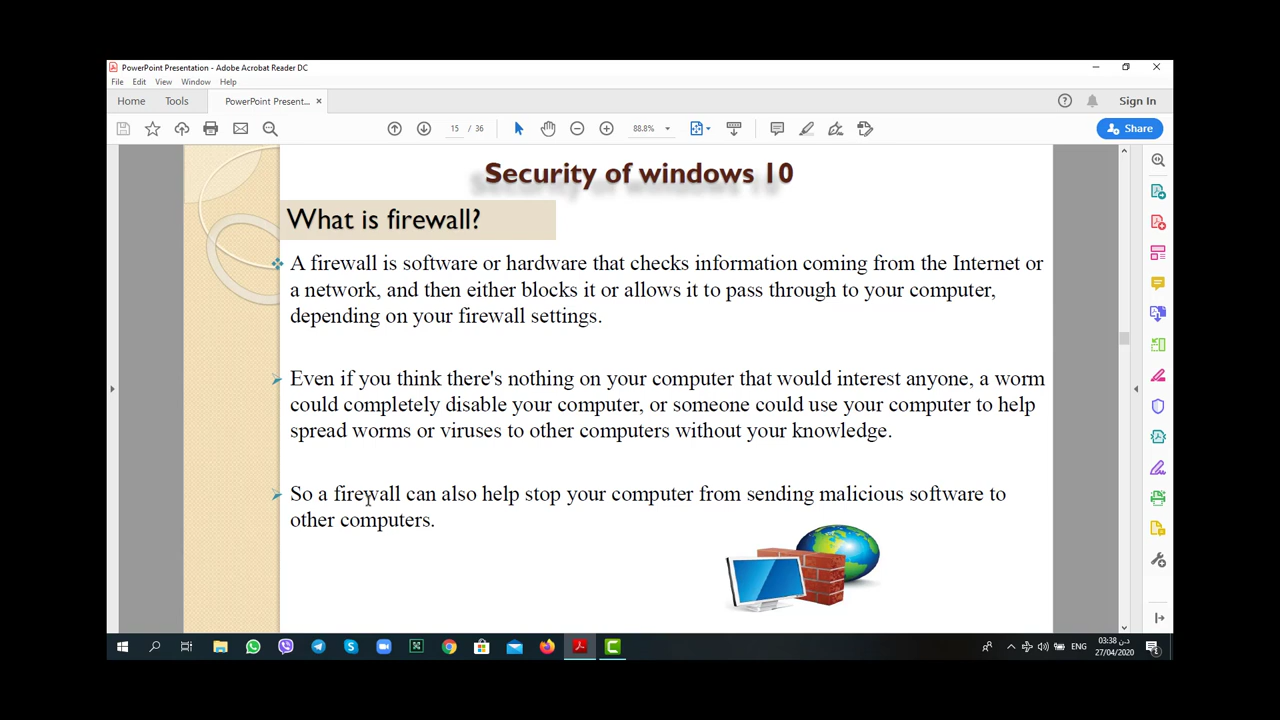 PowerPoint Presentation - Adobe Acrobat Reader DC
File Edit View Window Help
Home Tools PowerPoint Present... × Sign In
15 / 36 88.8% Share
Security of windows 10
What is firewall?
A firewall is software or hardware that checks information coming from the Internet or
a network, and then either blocks it or allows it to pass through to your computer,
depending on your firewall settings.
Even if you think there's nothing on your computer that would interest anyone, a worm
could completely disable your computer, or someone could use your computer to help
spread worms or viruses to other computers without your knowledge.
So a firewall can also help stop your computer from sending malicious software to
other computers.
ENG
03:38 د.ن
27/04/2020